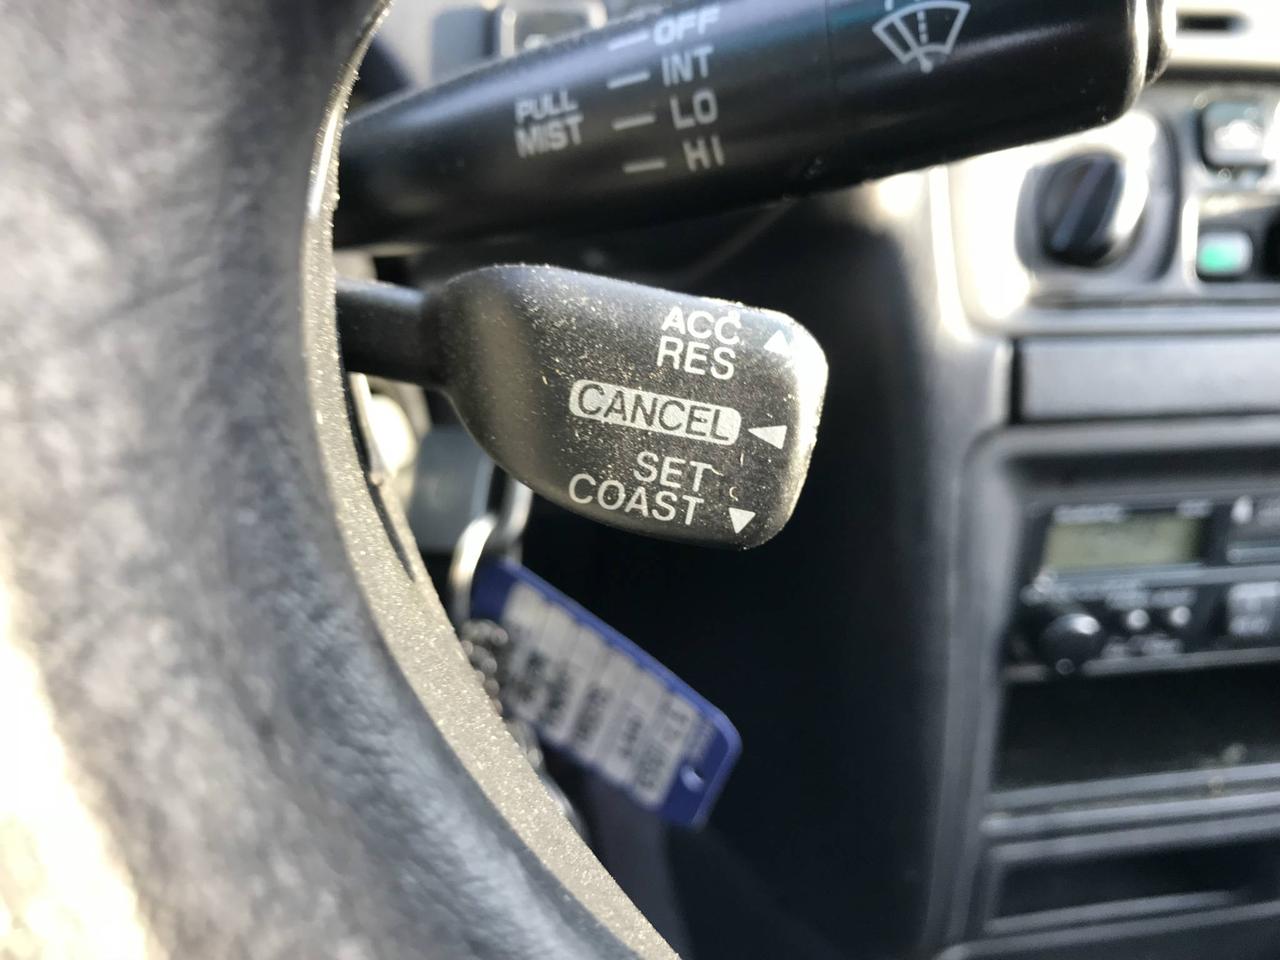 OFF
INT
PULL
LO
MIST
HI
ACC
RES
CANCEL
SET
COAST